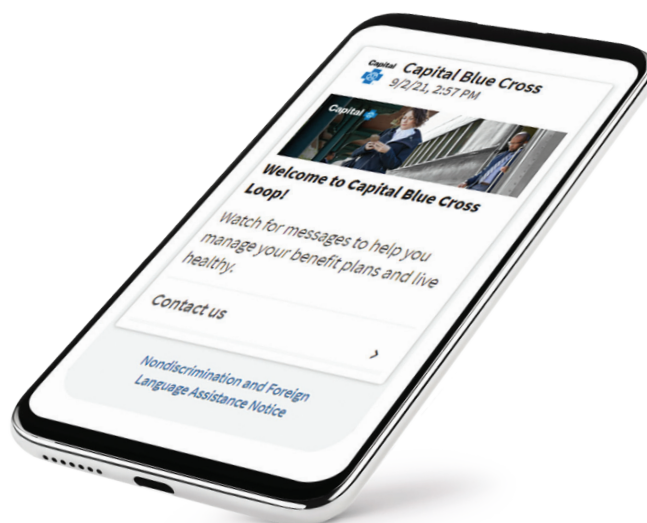 Capital
Capital Blue Cross
9/2/21, 2:57 PM
Capital
Welcome to Capital Blue Cross
Loop!
Watch for messages to help you
manage your benefit plans and live
healthy.
Contact us
Nondiscrimination and Foreign
Language Assistance Notice